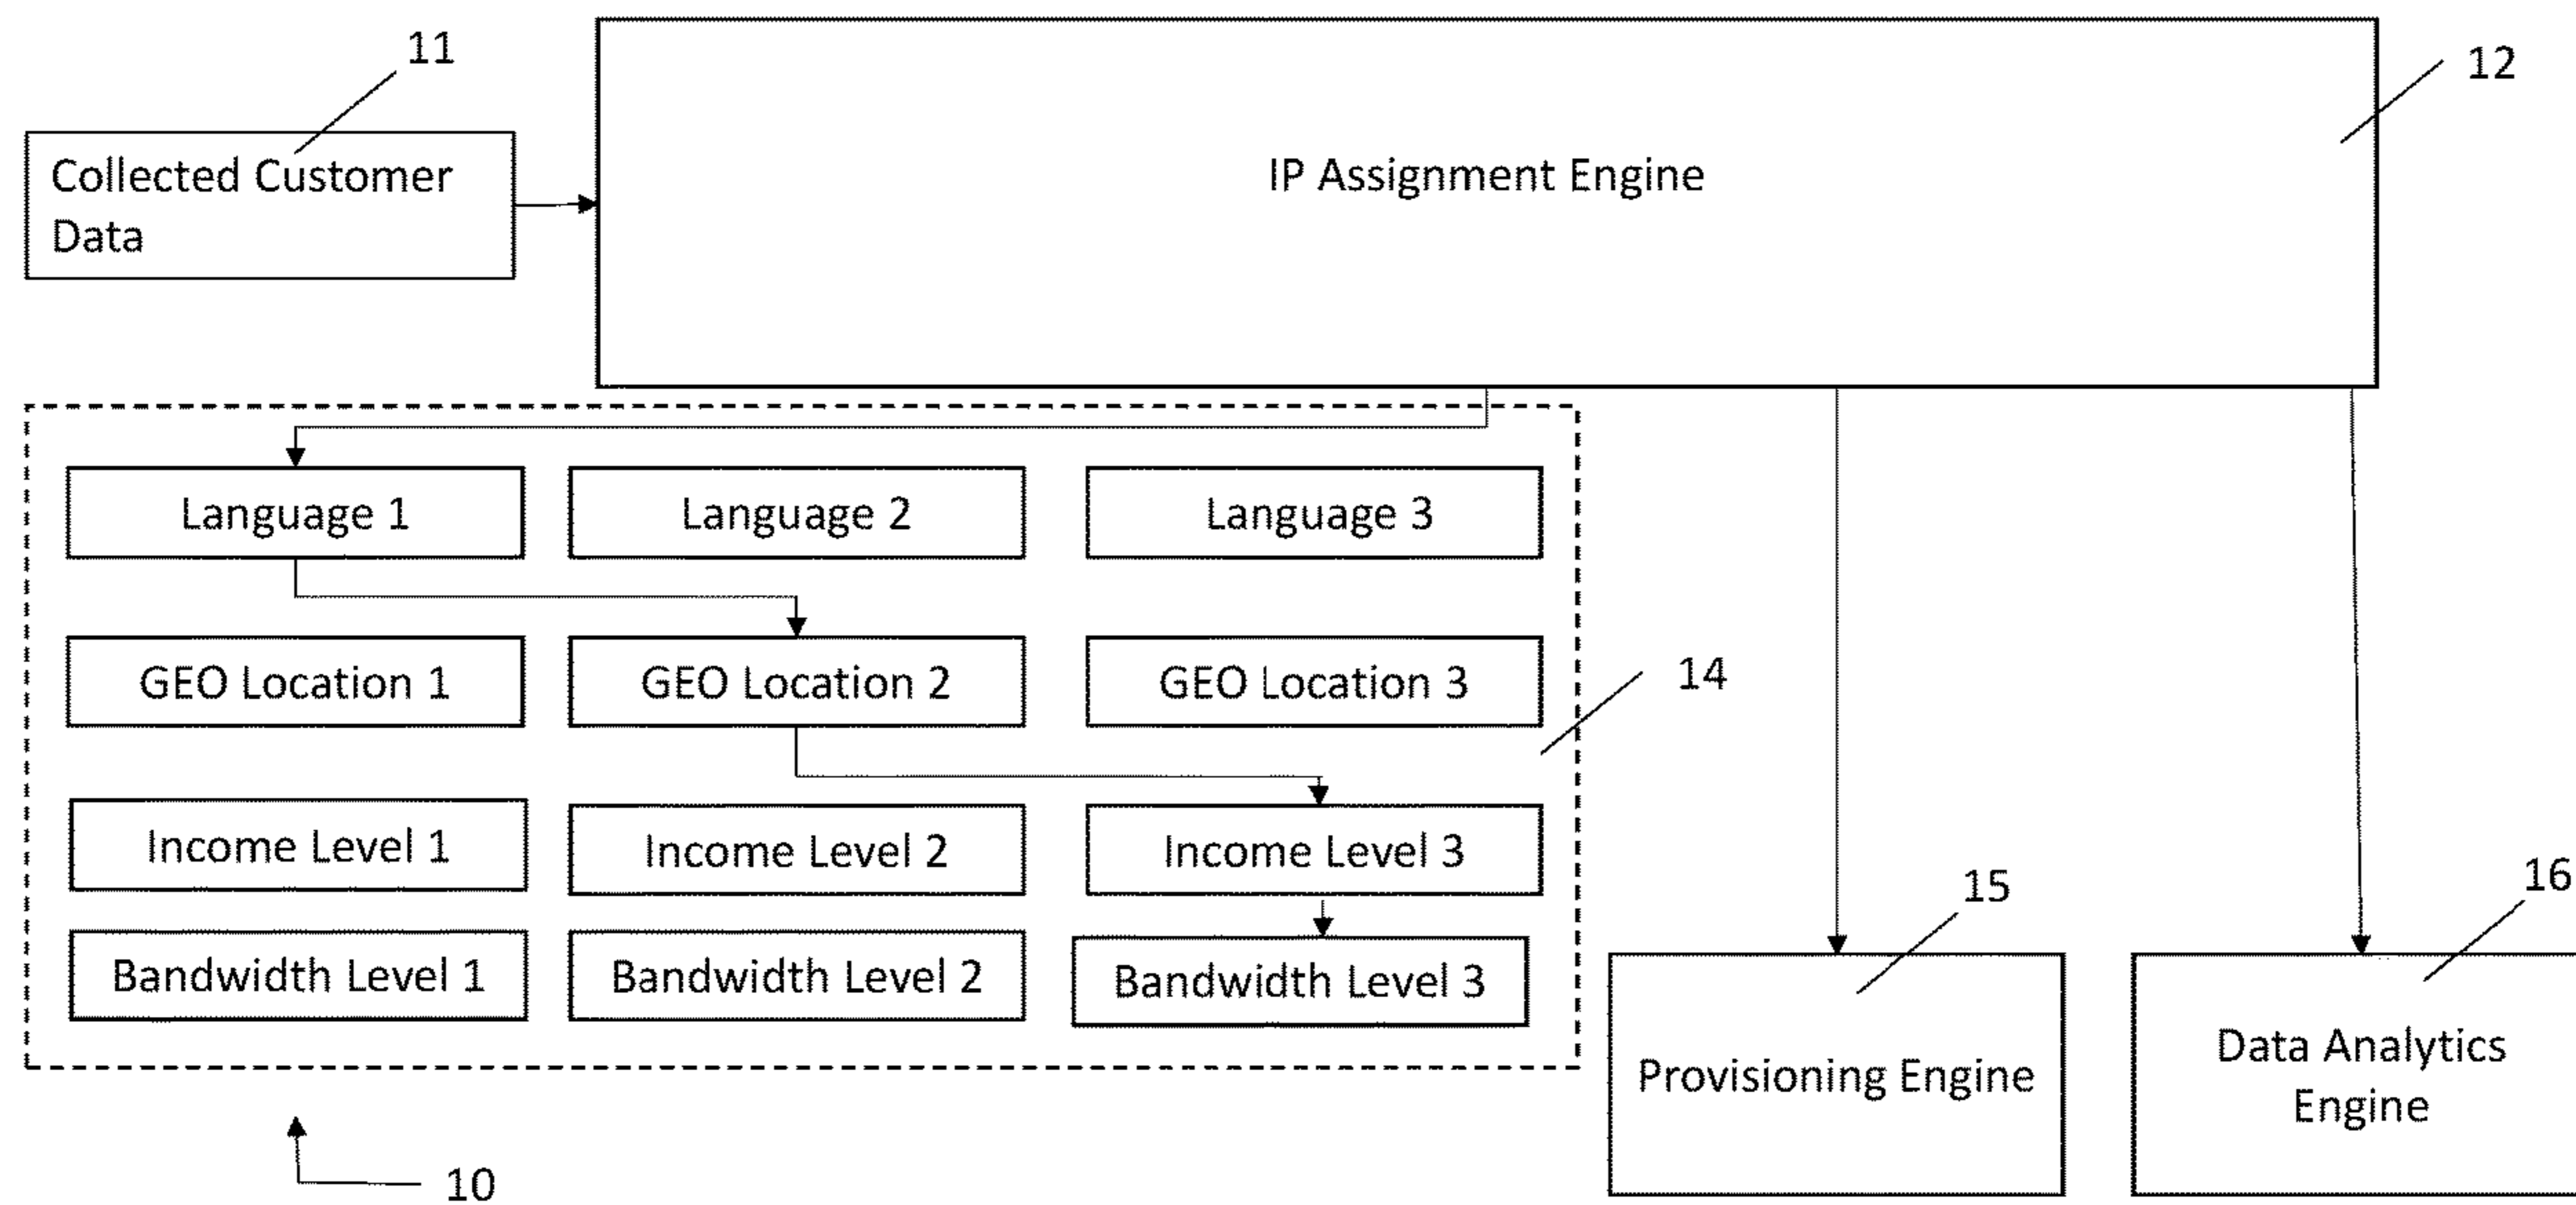 11
12
Collected Customer
Data
IP Assignment Engine
Language 1
Language 2
Language 3
GEO Location 1
GEO Location 2
GEO Location 3
14
Income Level 1
Income Level 2
Income Level 3
15
16
Bandwidth Level 1
Bandwidth Level 2
Bandwidth Level 3
Provisioning Engine
Data Analytics
Engine
10